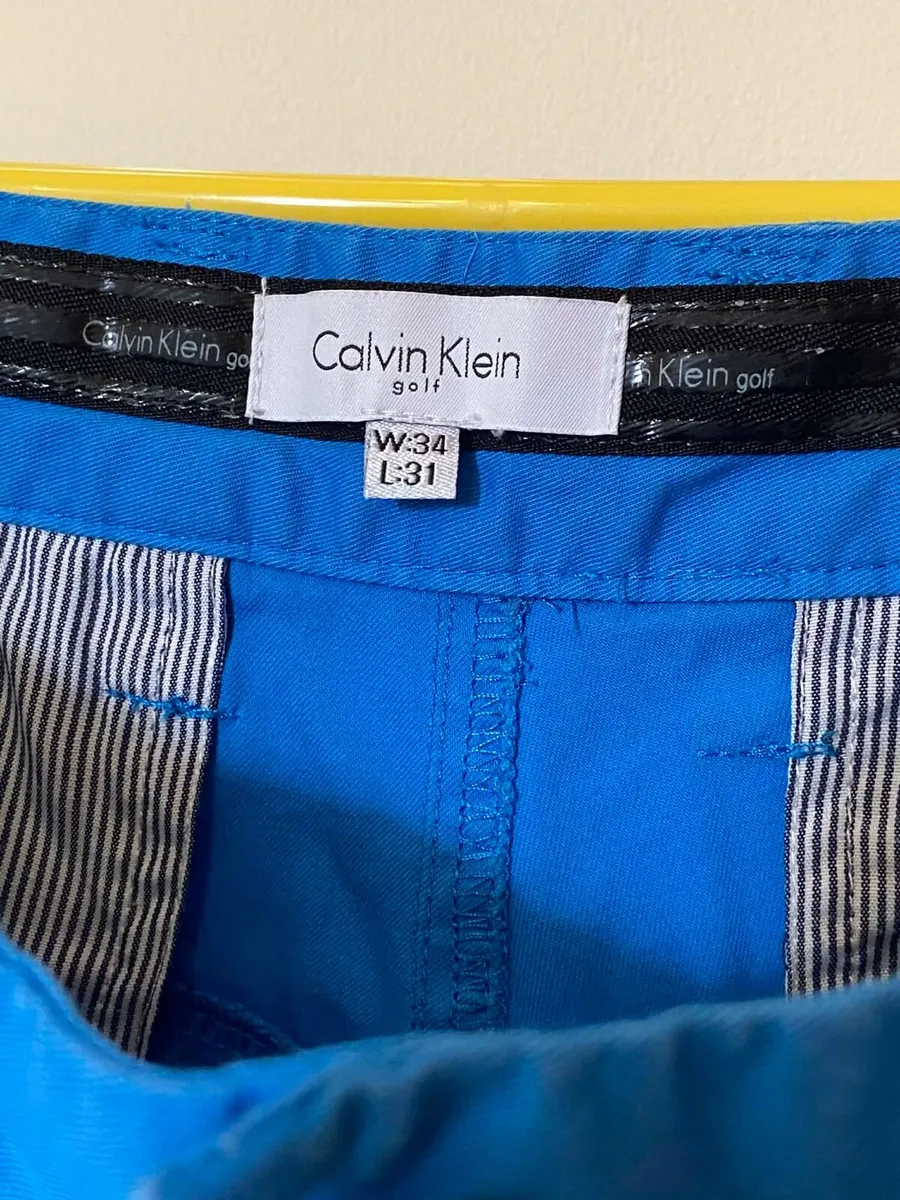 Calvin Klein golf
Calvin Klein
golf
n Klein golf
W:34
L:31